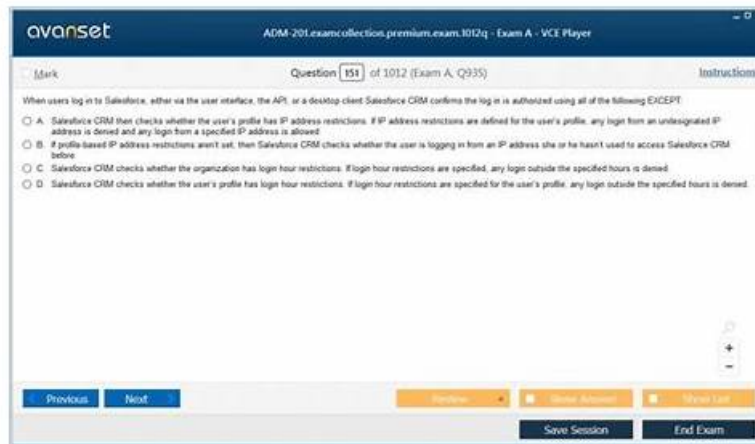 avanset
ADM-201.examcollection.premium.exam.1012q - Exam A - VCE Player
Mark
Question 151 of 1012 (Exam A, Q935)
Instructions
When users log in to Salesforce, either via the user interface, the API, or a desktop client Salesforce CRM confirms the log in is authorized using all of the following EXCEPT:
A. Salesforce CRM then checks whether the user's profile has IP address restrictions. If IP address restrictions are defined for the user's profile, any login from an undesignated IP
address is denied and any login from a specified IP address is allowed
B. If profile-based IP address restrictions aren't set, then Salesforce CRM checks whether the user is logging in from an IP address she or he hasn't used to access Salesforce CRM
before
C. Salesforce CRM checks whether the organization has login hour restrictions. If login hour restrictions are specified, any login outside the specified hours is denied
D. Salesforce CRM checks whether the user's profile has login hour restrictions. If login hour restrictions are specified for the user's profile, any login outside the specified hours is denied.
+
−
Previous
Next
Review
Show Answer
Show List
Save Session
End Exam